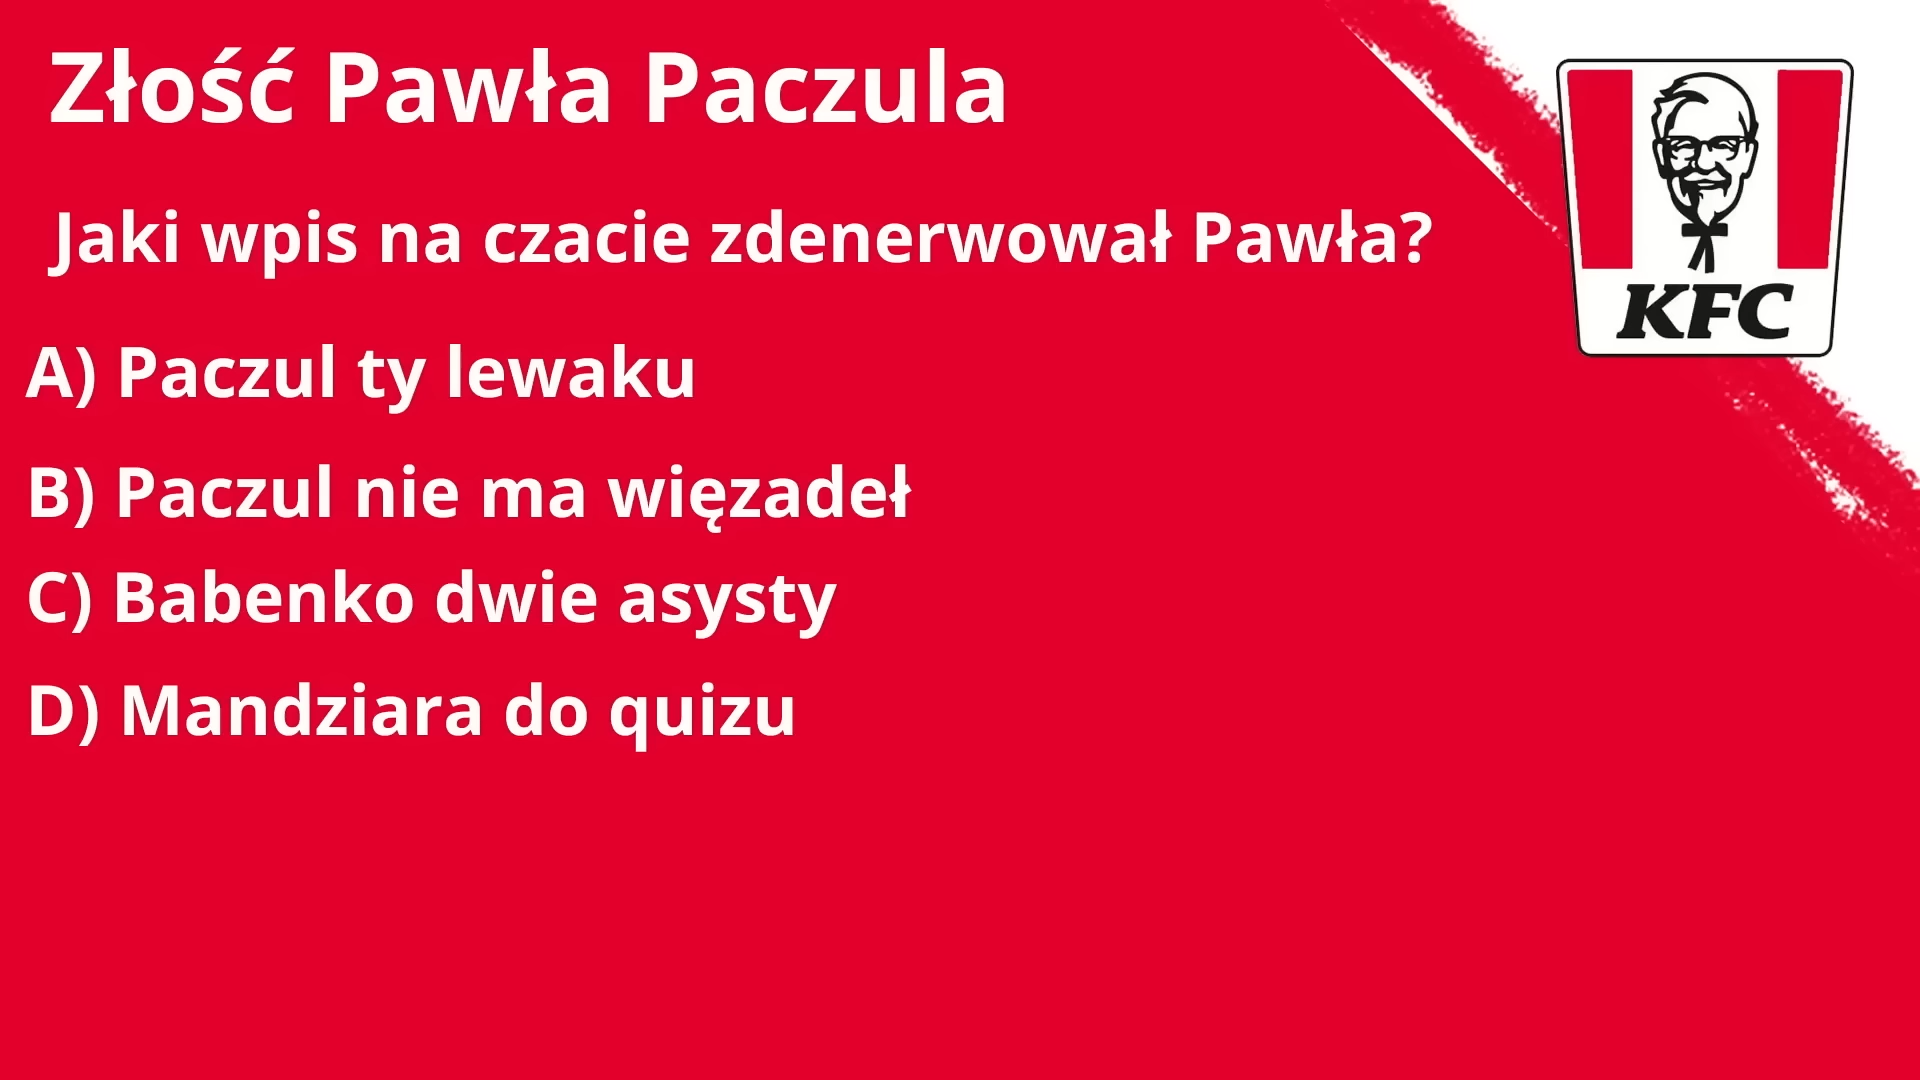 Złość Pawła Paczula
Jaki wpis na czacie zdenerwował Pawła?
A) Paczul ty lewaku
B) Paczul nie ma więzadeł
C) Babenko dwie asysty
D) Mandziara do quizu
KFC